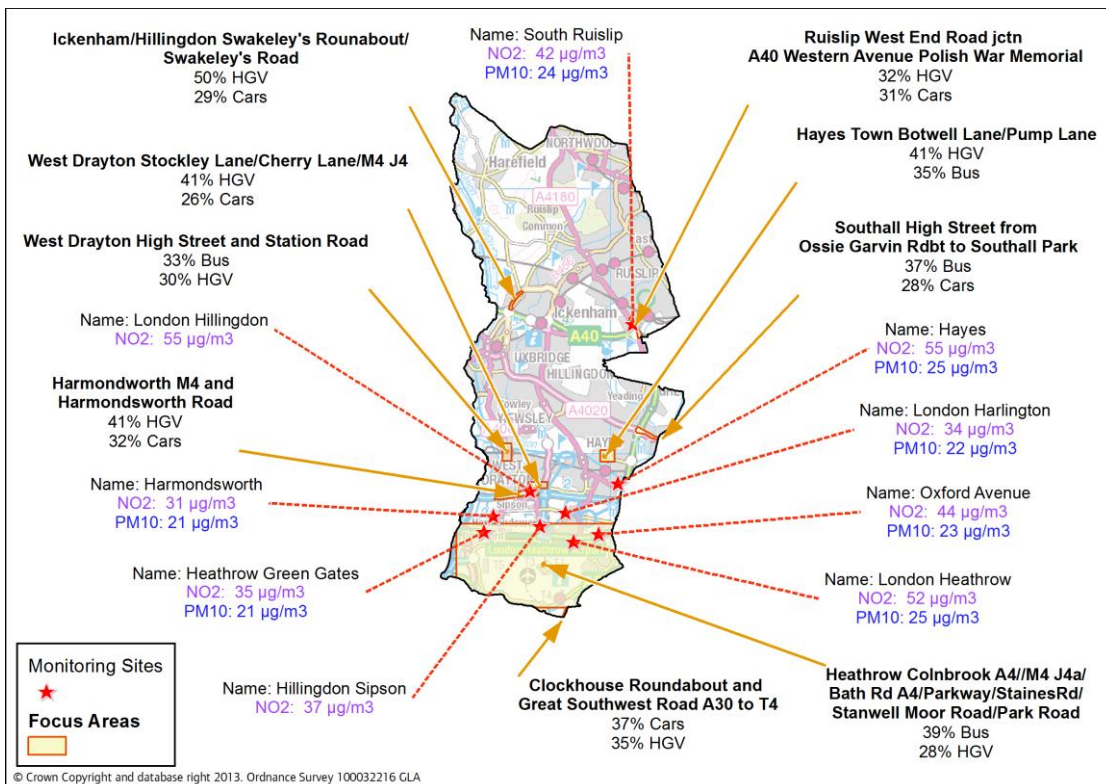 Ickenham/Hillingdon Swakeley's Rounabout/
Swakeley's Road
50% HGV
29% Cars
Name: South Ruislip
NO2: 42 µg/m3
PM10: 24 µg/m3
Ruislip West End Road jctn
A40 Western Avenue Polish War Memorial
32% HGV
31% Cars
West Drayton Stockley Lane/Cherry Lane/M4 J4
41% HGV
26% Cars
Hayes Town Botwell Lane/Pump Lane
41% HGV
35% Bus
West Drayton High Street and Station Road
33% Bus
30% HGV
Southall High Street from
Ossie Garvin Rdbt to Southall Park
37% Bus
28% Cars
Name: London Hillingdon
NO2: 55 µg/m3
Name: Hayes
NO2: 55 µg/m3
PM10: 25 µg/m3
Harmondworth M4 and
Harmondsworth Road
41% HGV
32% Cars
Name: London Harlington
NO2: 34 µg/m3
PM10: 22 µg/m3
Name: Harmondsworth
NO2: 31 µg/m3
PM10: 21 µg/m3
Name: Oxford Avenue
NO2: 44 µg/m3
PM10: 23 µg/m3
Name: Heathrow Green Gates
NO2: 35 µg/m3
PM10: 21 µg/m3
Name: London Heathrow
NO2: 52 µg/m3
PM10: 25 µg/m3
Name: Hillingdon Sipson
NO2: 37 µg/m3
Clockhouse Roundabout and
Great Southwest Road A30 to T4
37% Cars
35% HGV
Heathrow Colnbrook A4//M4 J4a/
Bath Rd A4/Parkway/StainesRd/
Stanwell Moor Road/Park Road
39% Bus
28% HGV
NORTHWOOD
Harefield
A4180
Ruislip
Common
East
RUISLIP
Ickenham
A40
UXBRIDGE
HILLINGDON
Yeading
A4020
WEST
DRAYTON
Sipson
T4
Monitoring Sites
Focus Areas
© Crown Copyright and database right 2013. Ordnance Survey 100032216 GLA